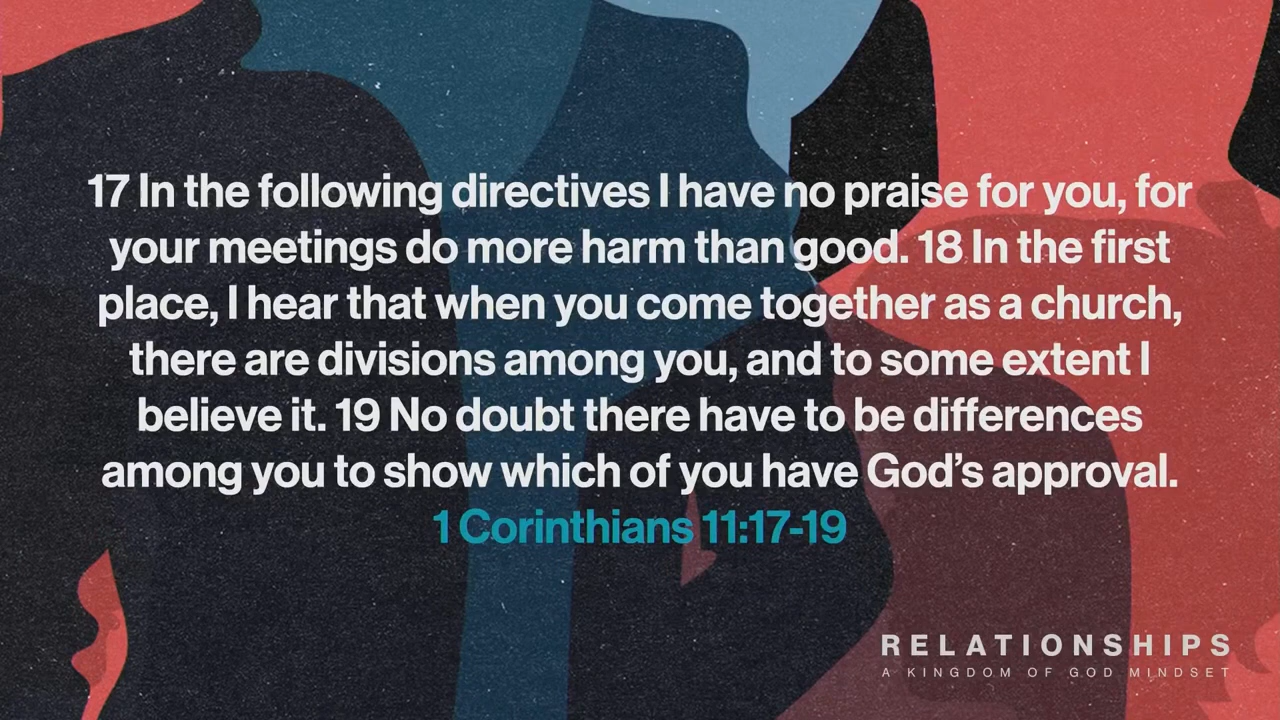 17 In the following directives I have no praise for you, for
your meetings do more harm than good. 18 In the first
place, I hear that when you come together as a church,
there are divisions among you, and to some extent I
believe it. 19 No doubt there have to be differences
among you to show which of you have God’s approval.
1 Corinthians 11:17-19
RELATIONSHIPS
A KINGDOM OF GOD MINDSET